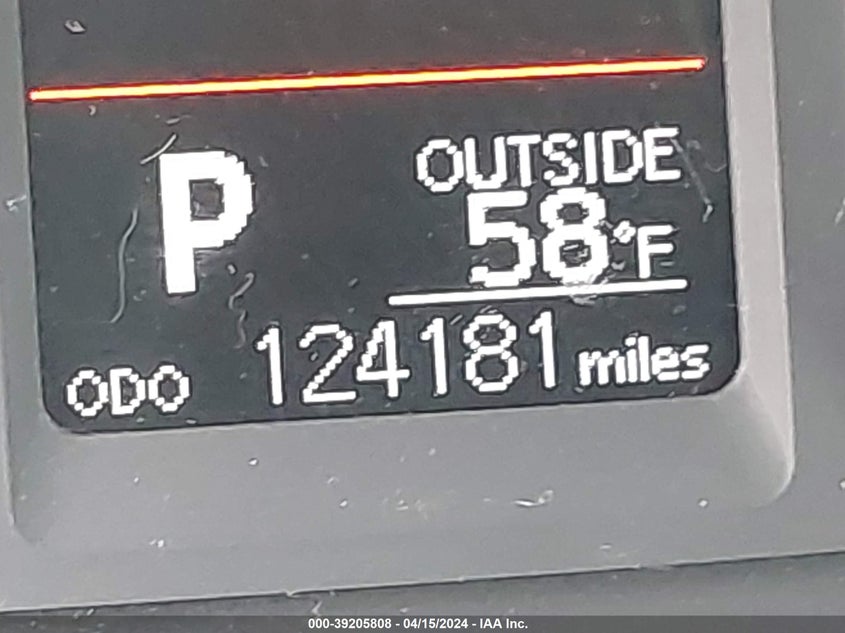 P
OUTSIDE
58°F
ODO 124181 miles
000-39205808 - 04/15/2024 - IAA Inc.